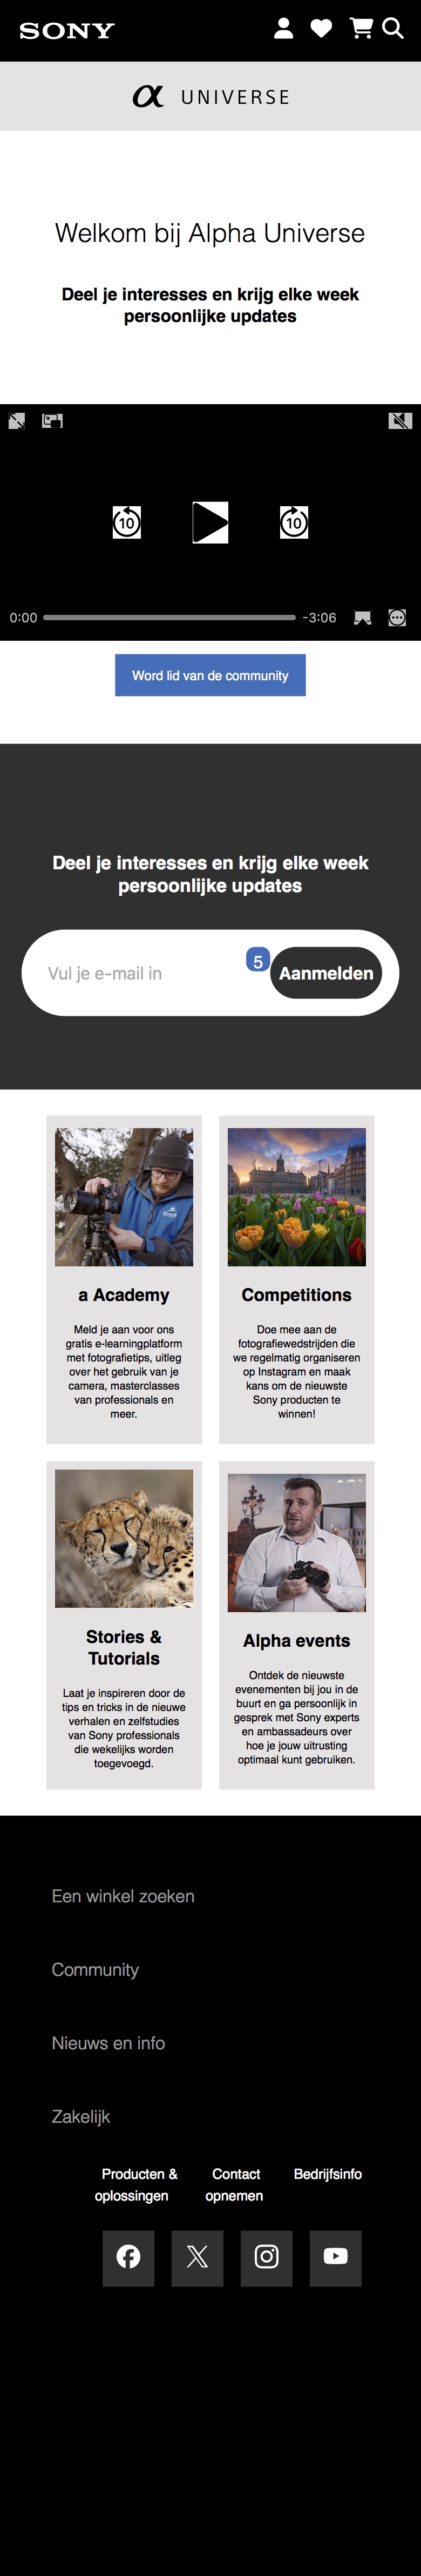 SONY
α UNIVERSE
Welkom bij Alpha Universe
Deel je interesses en krijg elke week
persoonlijke updates
10
10
0:00
-3:06
Word lid van de community
Deel je interesses en krijg elke week
persoonlijke updates
Vul je e-mail in
5
Aanmelden
a Academy
Meld je aan voor ons
gratis e-learningplatform
met fotografietips, uitleg
over het gebruik van je
camera, masterclasses
van professionals en
meer.
Competitions
Doe mee aan de
fotografiewedstrijden die
we regelmatig organiseren
op Instagram en maak
kans om de nieuwste
Sony producten te
winnen!
Stories &
Tutorials
Laat je inspireren door de
tips en tricks in de nieuwe
verhalen en zelfstudies
van Sony professionals
die wekelijks worden
toegevoegd.
Alpha events
Ontdek de nieuwste
evenementen bij jou in de
buurt en ga persoonlijk in
gesprek met Sony experts
en ambassadeurs over
hoe je jouw uitrusting
optimaal kunt gebruiken.
Een winkel zoeken
Community
Nieuws en info
Zakelijk
Producten &
oplossingen
Contact
opnemen
Bedrijfsinfo